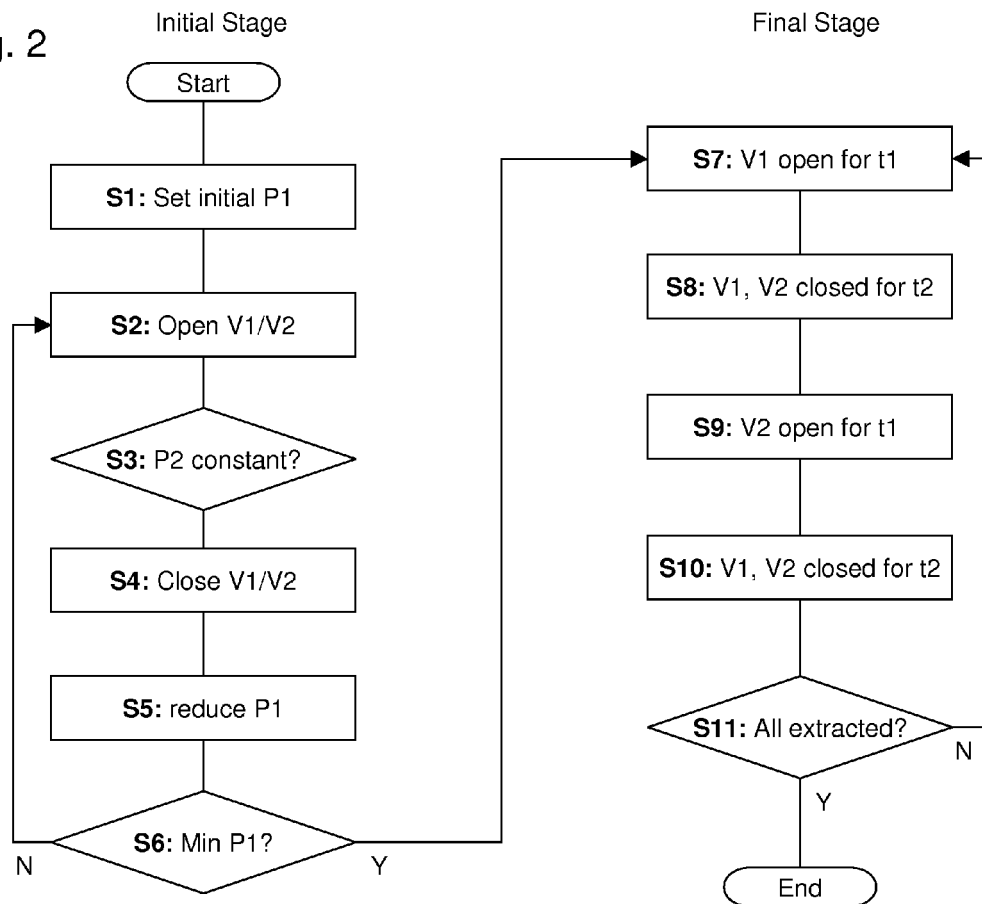 Initial Stage
Final Stage
. 2
Start
S1: Set initial P1
S2: Open V1/V2
S3: P2 constant?
S4: Close V1/V2
S5: reduce P1
S6: Min P1?
N
Y
S7: V1 open for t1
S8: V1, V2 closed for t2
S9: V2 open for t1
S10: V1, V2 closed for t2
S11: All extracted?
N
Y
End